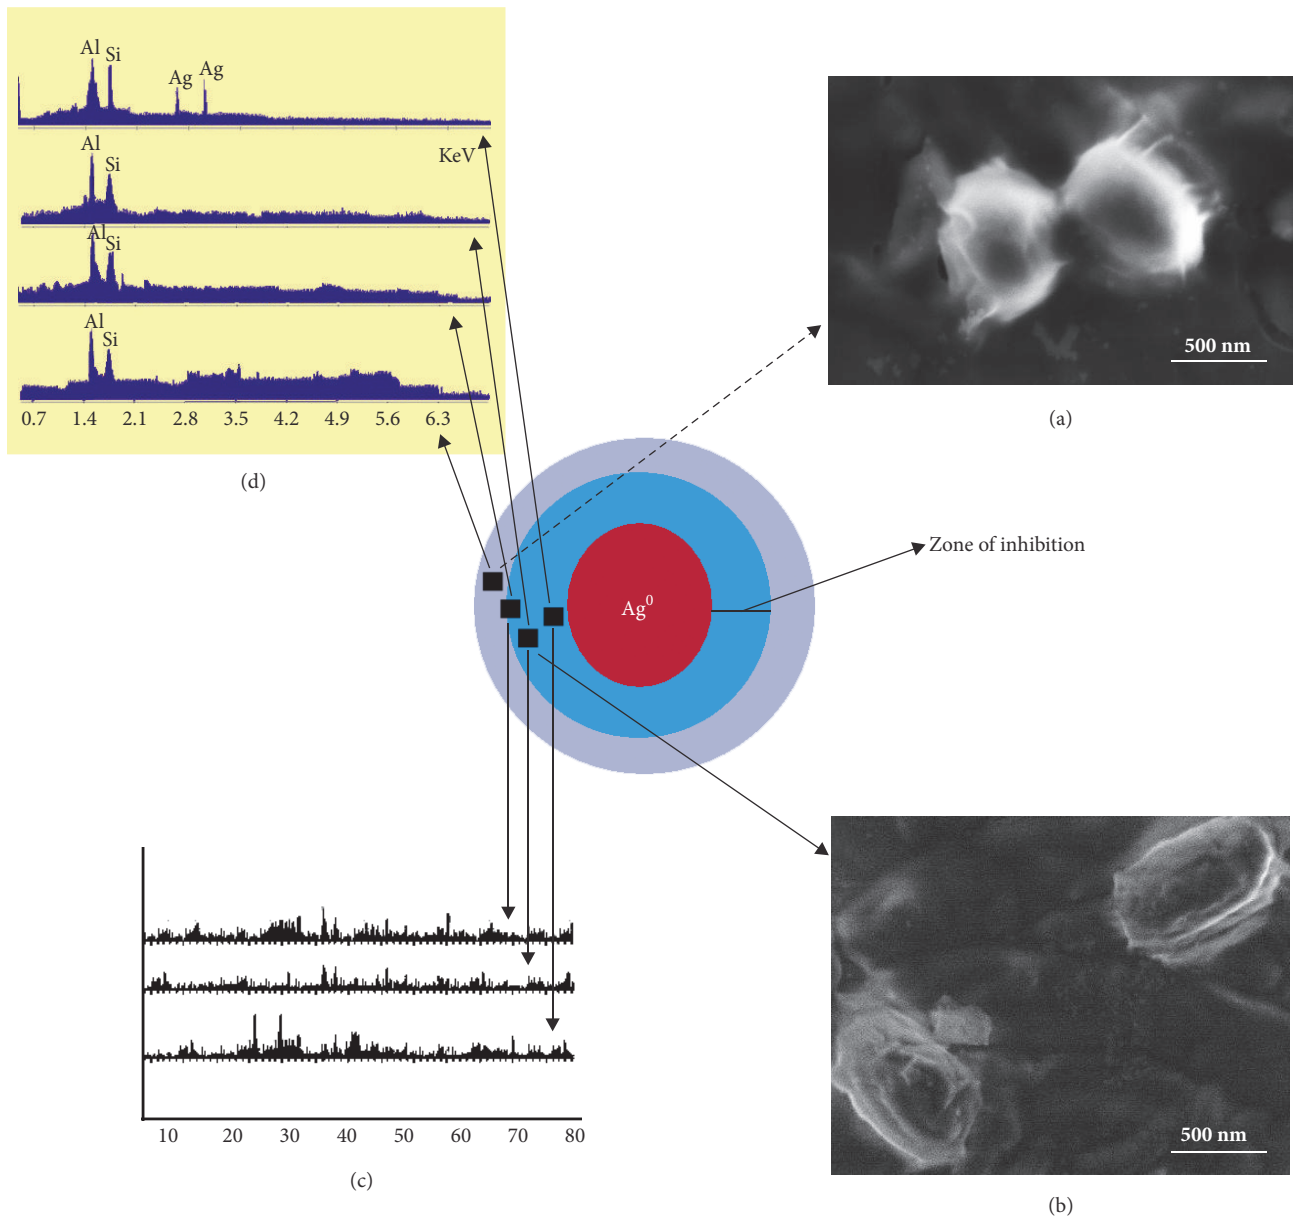 Al Si Ag Ag
KeV
Al
Si
Al
Si
Al
Si
0.7 1.4 2.1 2.8 3.5 4.2 4.9 5.6 6.3
(d)
500 nm
(a)
Zone of inhibition
Ag⁰
10 20 30 40 50 60 70 80
(c)
500 nm
(b)